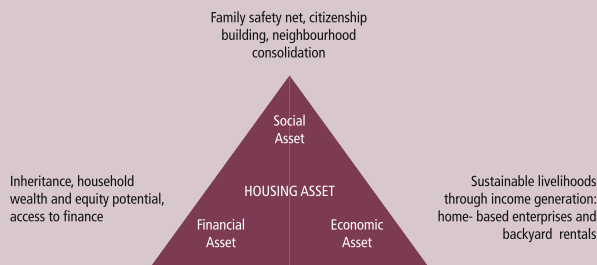 Family safety net, citizenship
building, neighbourhood
consolidation
Social
Asset
Inheritance, household
wealth and equity potential,
access to finance
HOUSING ASSET
Financial
Asset
Economic
Asset
Sustainable livelihoods
through income generation:
home- based enterprises and
backyard rentals